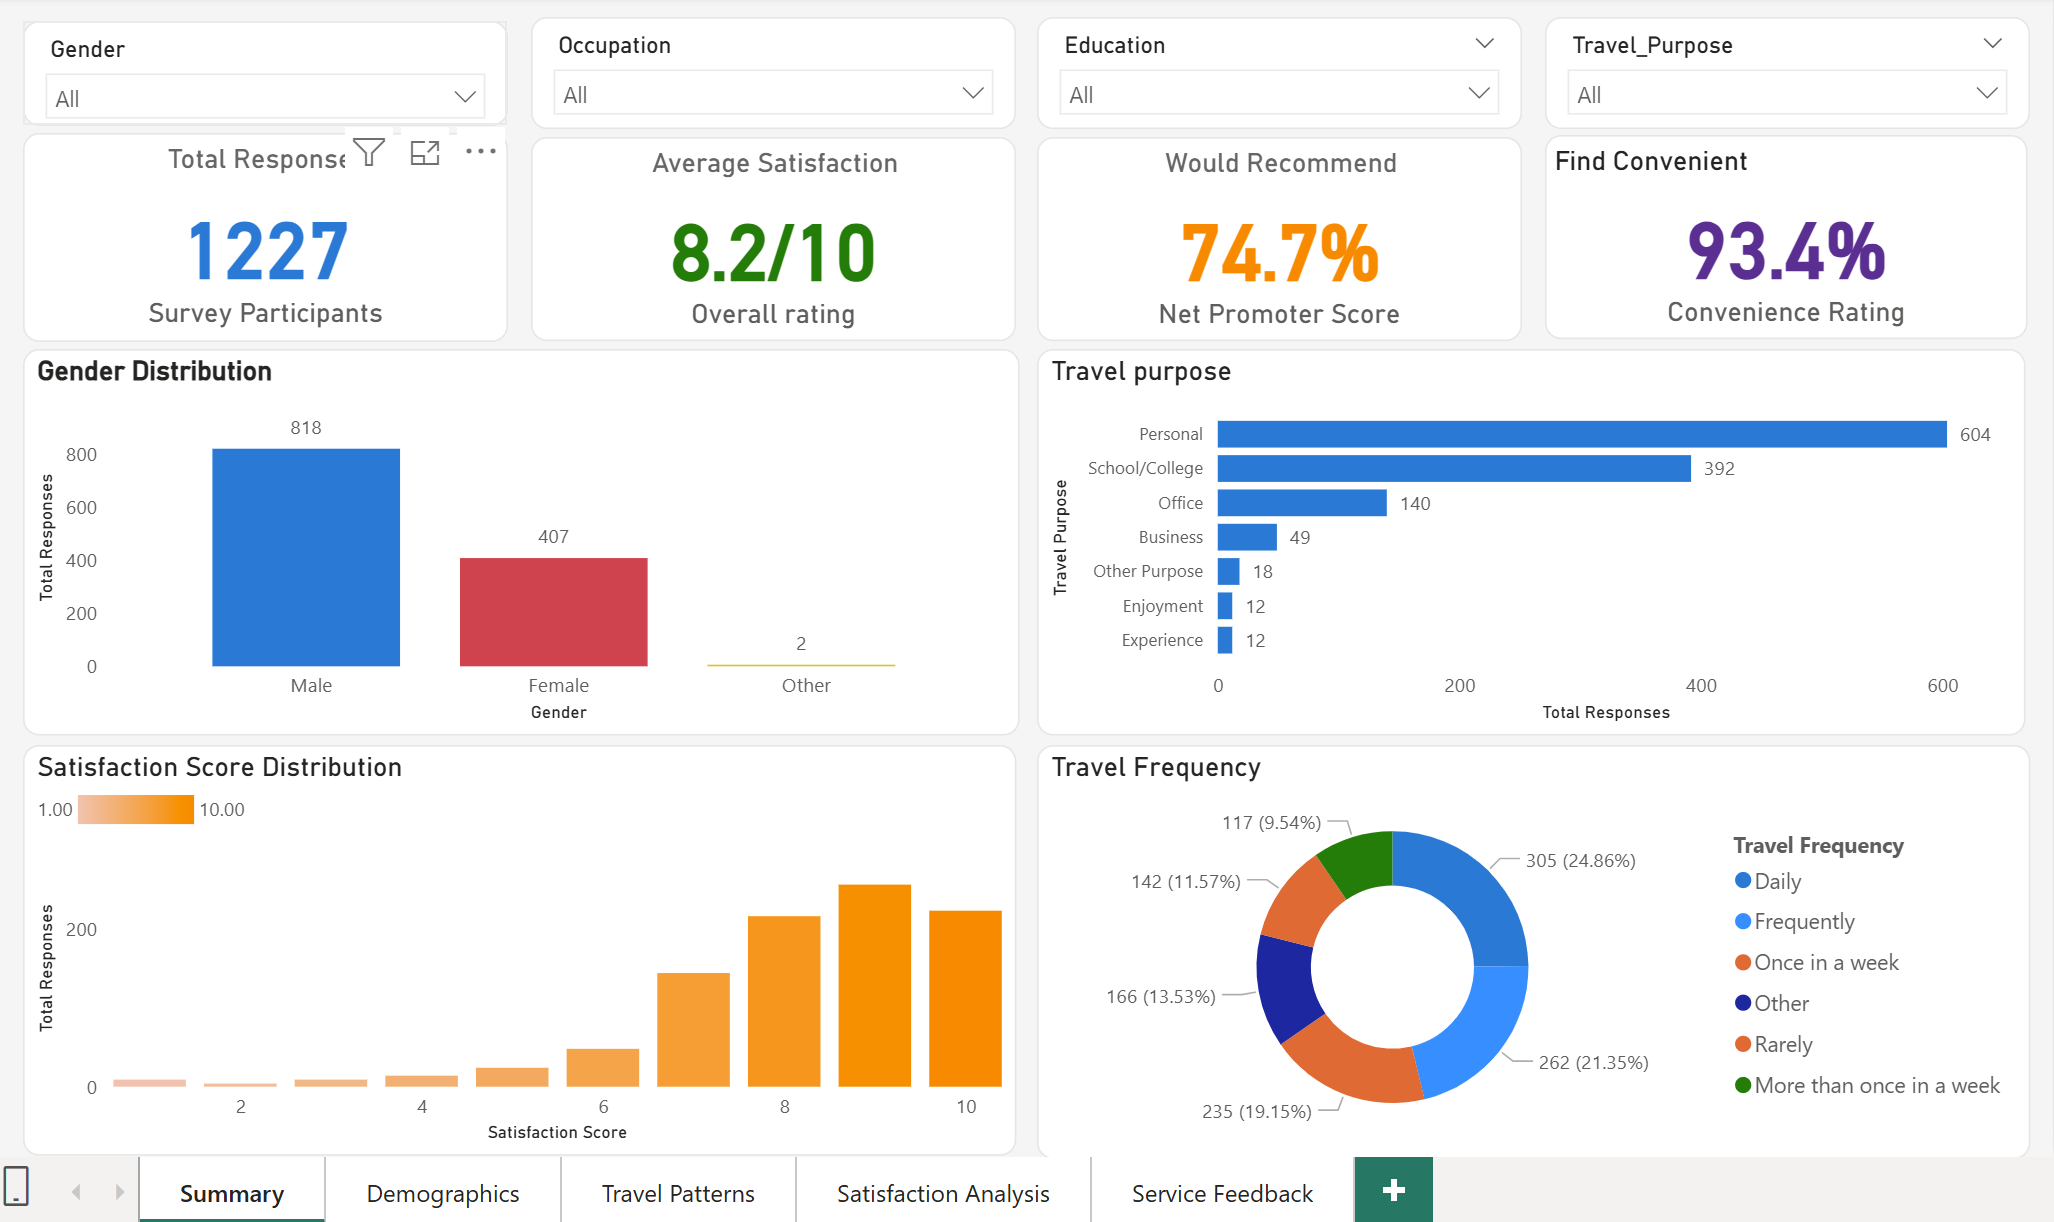 Gender
All
Occupation
All
Education
All
Travel_Purpose
All
Total Response
1227
Survey Participants
Average Satisfaction
8.2/10
Overall rating
Would Recommend
74.7%
Net Promoter Score
Find Convenient
93.4%
Convenience Rating
Gender Distribution
Total Responses
800
600
400
200
0
818
407
2
Male
Female
Other
Gender
Travel purpose
Travel Purpose
Personal 604
School/College 392
Office 140
Business 49
Other Purpose 18
Enjoyment 12
Experience 12
0 200 400 600
Total Responses
Satisfaction Score Distribution
1.00 10.00
Total Responses
200
0
2 4 6 8 10
Satisfaction Score
Travel Frequency
117 (9.54%)
305 (24.86%)
142 (11.57%)
166 (13.53%)
262 (21.35%)
235 (19.15%)
Travel Frequency
Daily
Frequently
Once in a week
Other
Rarely
More than once in a week
Summary
Demographics
Travel Patterns
Satisfaction Analysis
Service Feedback